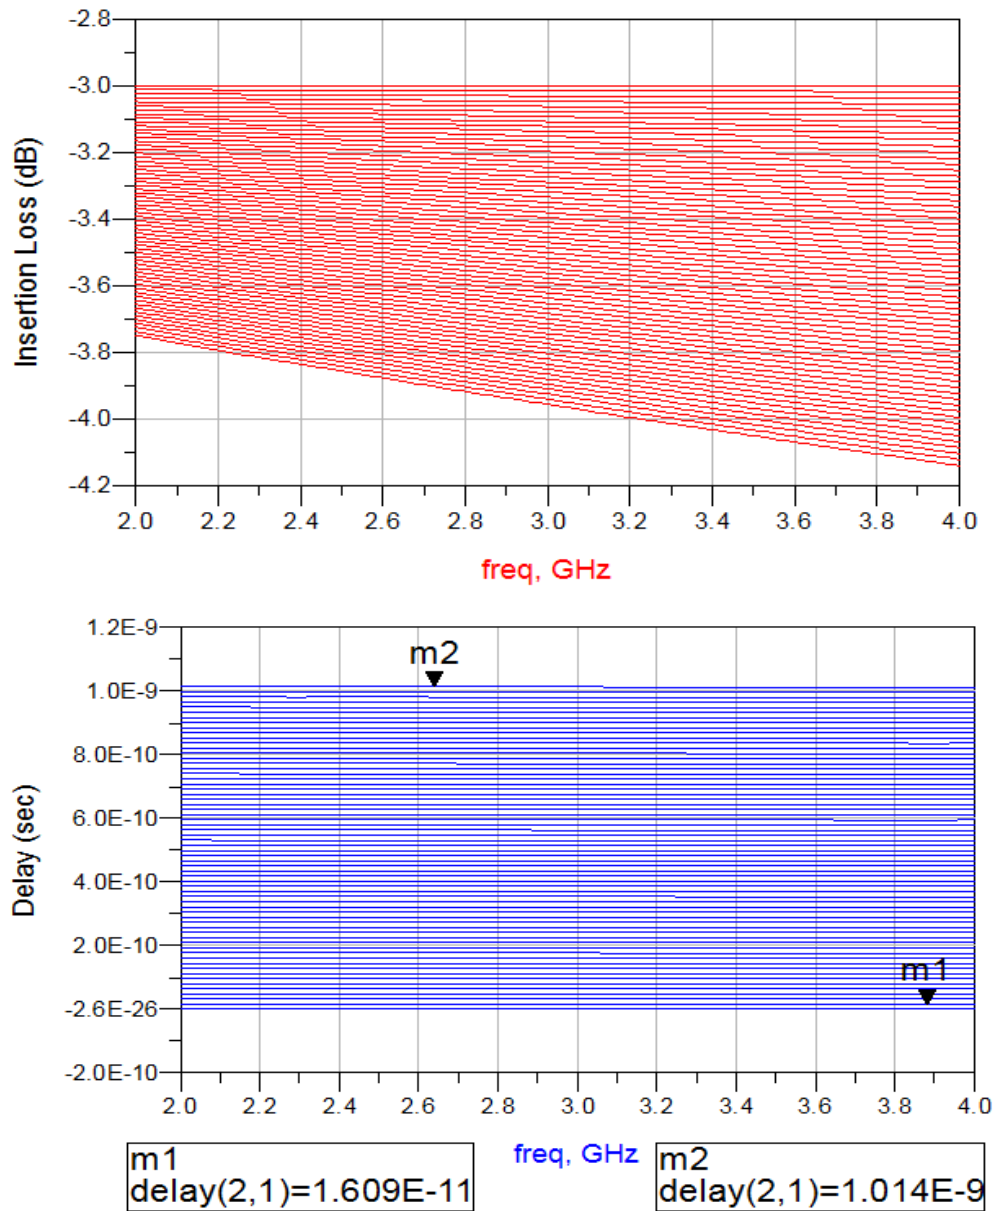 Insertion Loss (dB)
-2.8
-3.0
-3.2
-3.4
-3.6
-3.8
-4.0
-4.2
2.0 2.2 2.4 2.6 2.8 3.0 3.2 3.4 3.6 3.8 4.0
freq, GHz
Delay (sec)
1.2E-9
1.0E-9
8.0E-10
6.0E-10
4.0E-10
2.0E-10
-2.6E-26
-2.0E-10
m2
m1
2.0 2.2 2.4 2.6 2.8 3.0 3.2 3.4 3.6 3.8 4.0
freq, GHz
m1
delay(2,1)=1.609E-11
m2
delay(2,1)=1.014E-9